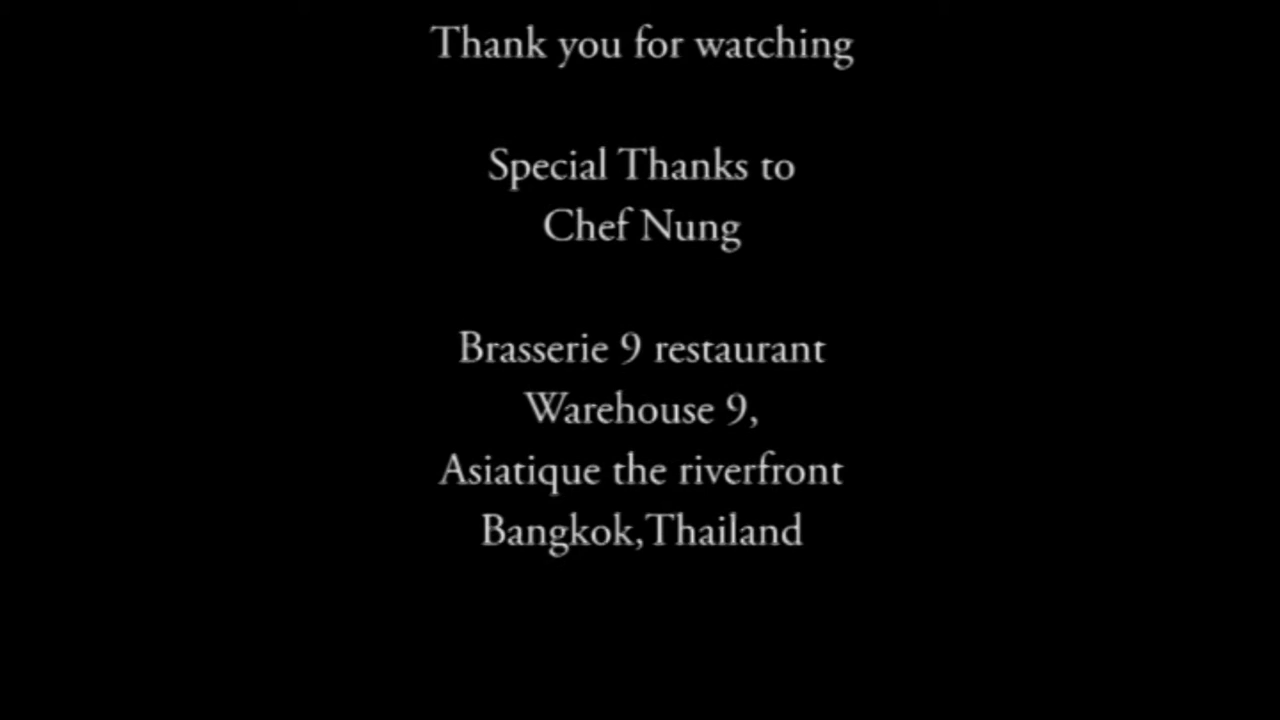 Thank you for watching
Special Thanks to
Chef Nung
Brasserie 9 restaurant
Warehouse 9,
Asiatique the riverfront
Bangkok,Thailand